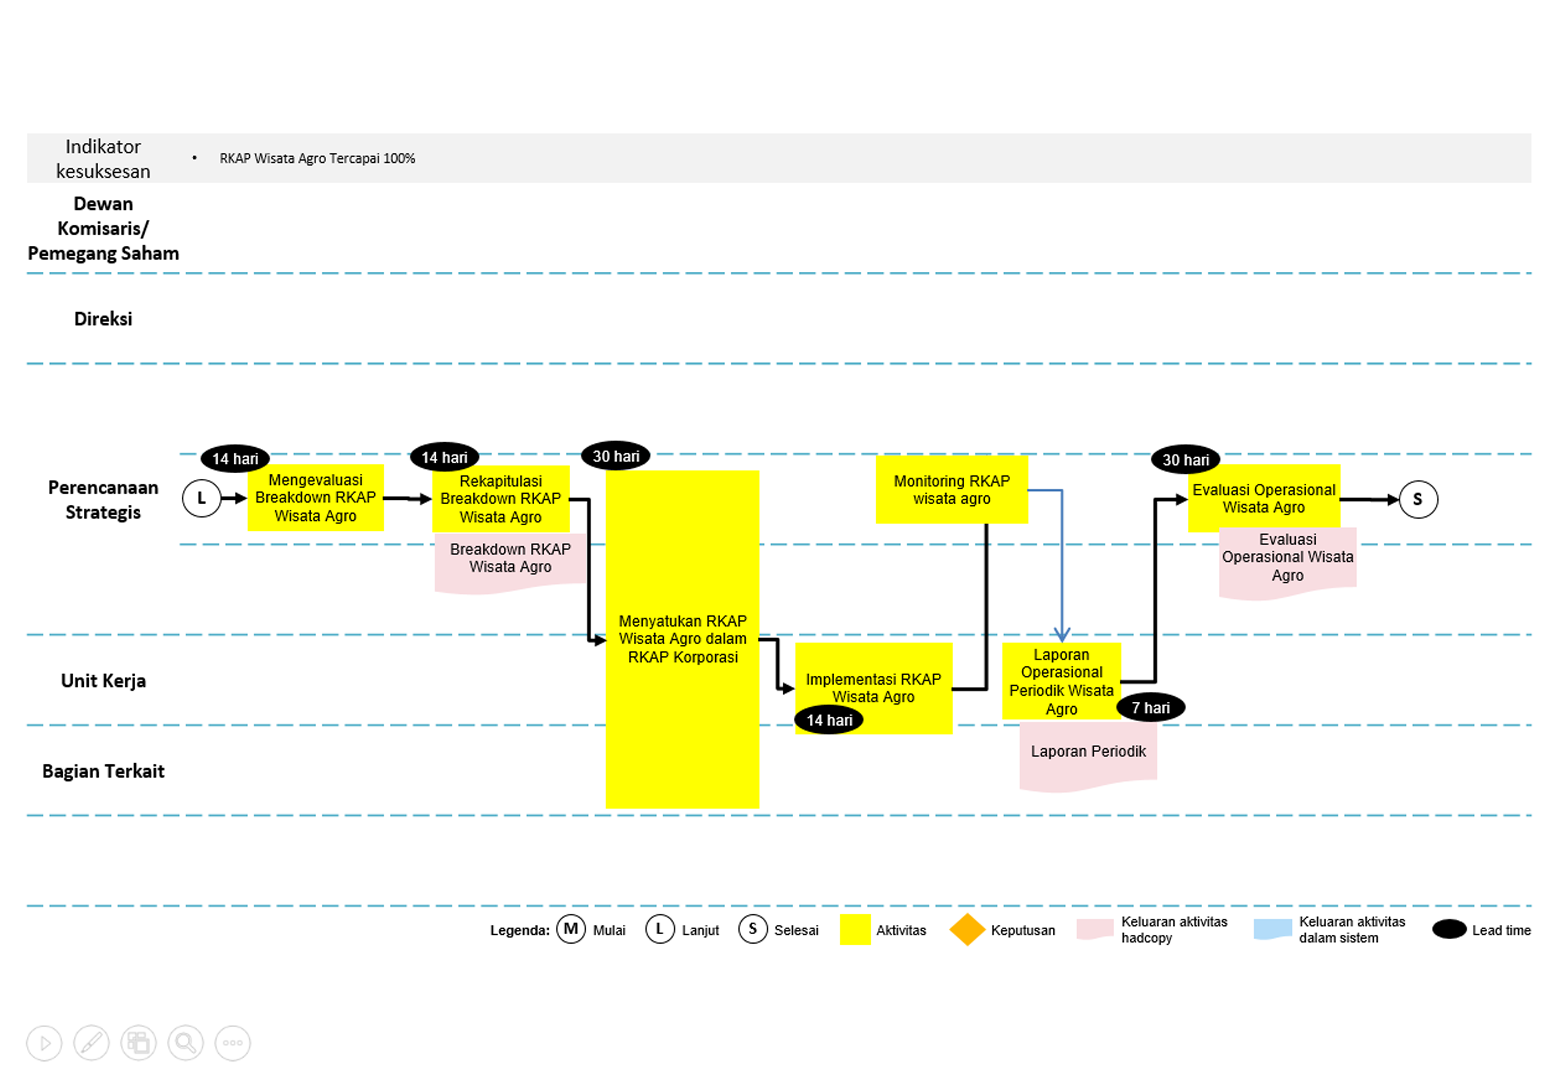 Indikator
kesuksesan
• RKAP Wisata Agro Tercapai 100%
Dewan
Komisaris/
Pemegang Saham
Direksi
Perencanaan
Strategis
L
14 hari
Mengevaluasi
Breakdown RKAP
Wisata Agro
14 hari
Rekapitulasi
Breakdown RKAP
Wisata Agro
Breakdown RKAP
Wisata Agro
30 hari
Menyatukan RKAP
Wisata Agro dalam
RKAP Korporasi
Monitoring RKAP
wisata agro
30 hari
Evaluasi Operasional
Wisata Agro
Evaluasi
Operasional Wisata
Agro
S
Unit Kerja
Implementasi RKAP
Wisata Agro
14 hari
Laporan
Operasional
Periodik Wisata
Agro
7 hari
Laporan Periodik
Bagian Terkait
Legenda: M Mulai L Lanjut S Selesai Aktivitas Keputusan
Keluaran aktivitas
hadcopy
Keluaran aktivitas
dalam sistem
Lead time